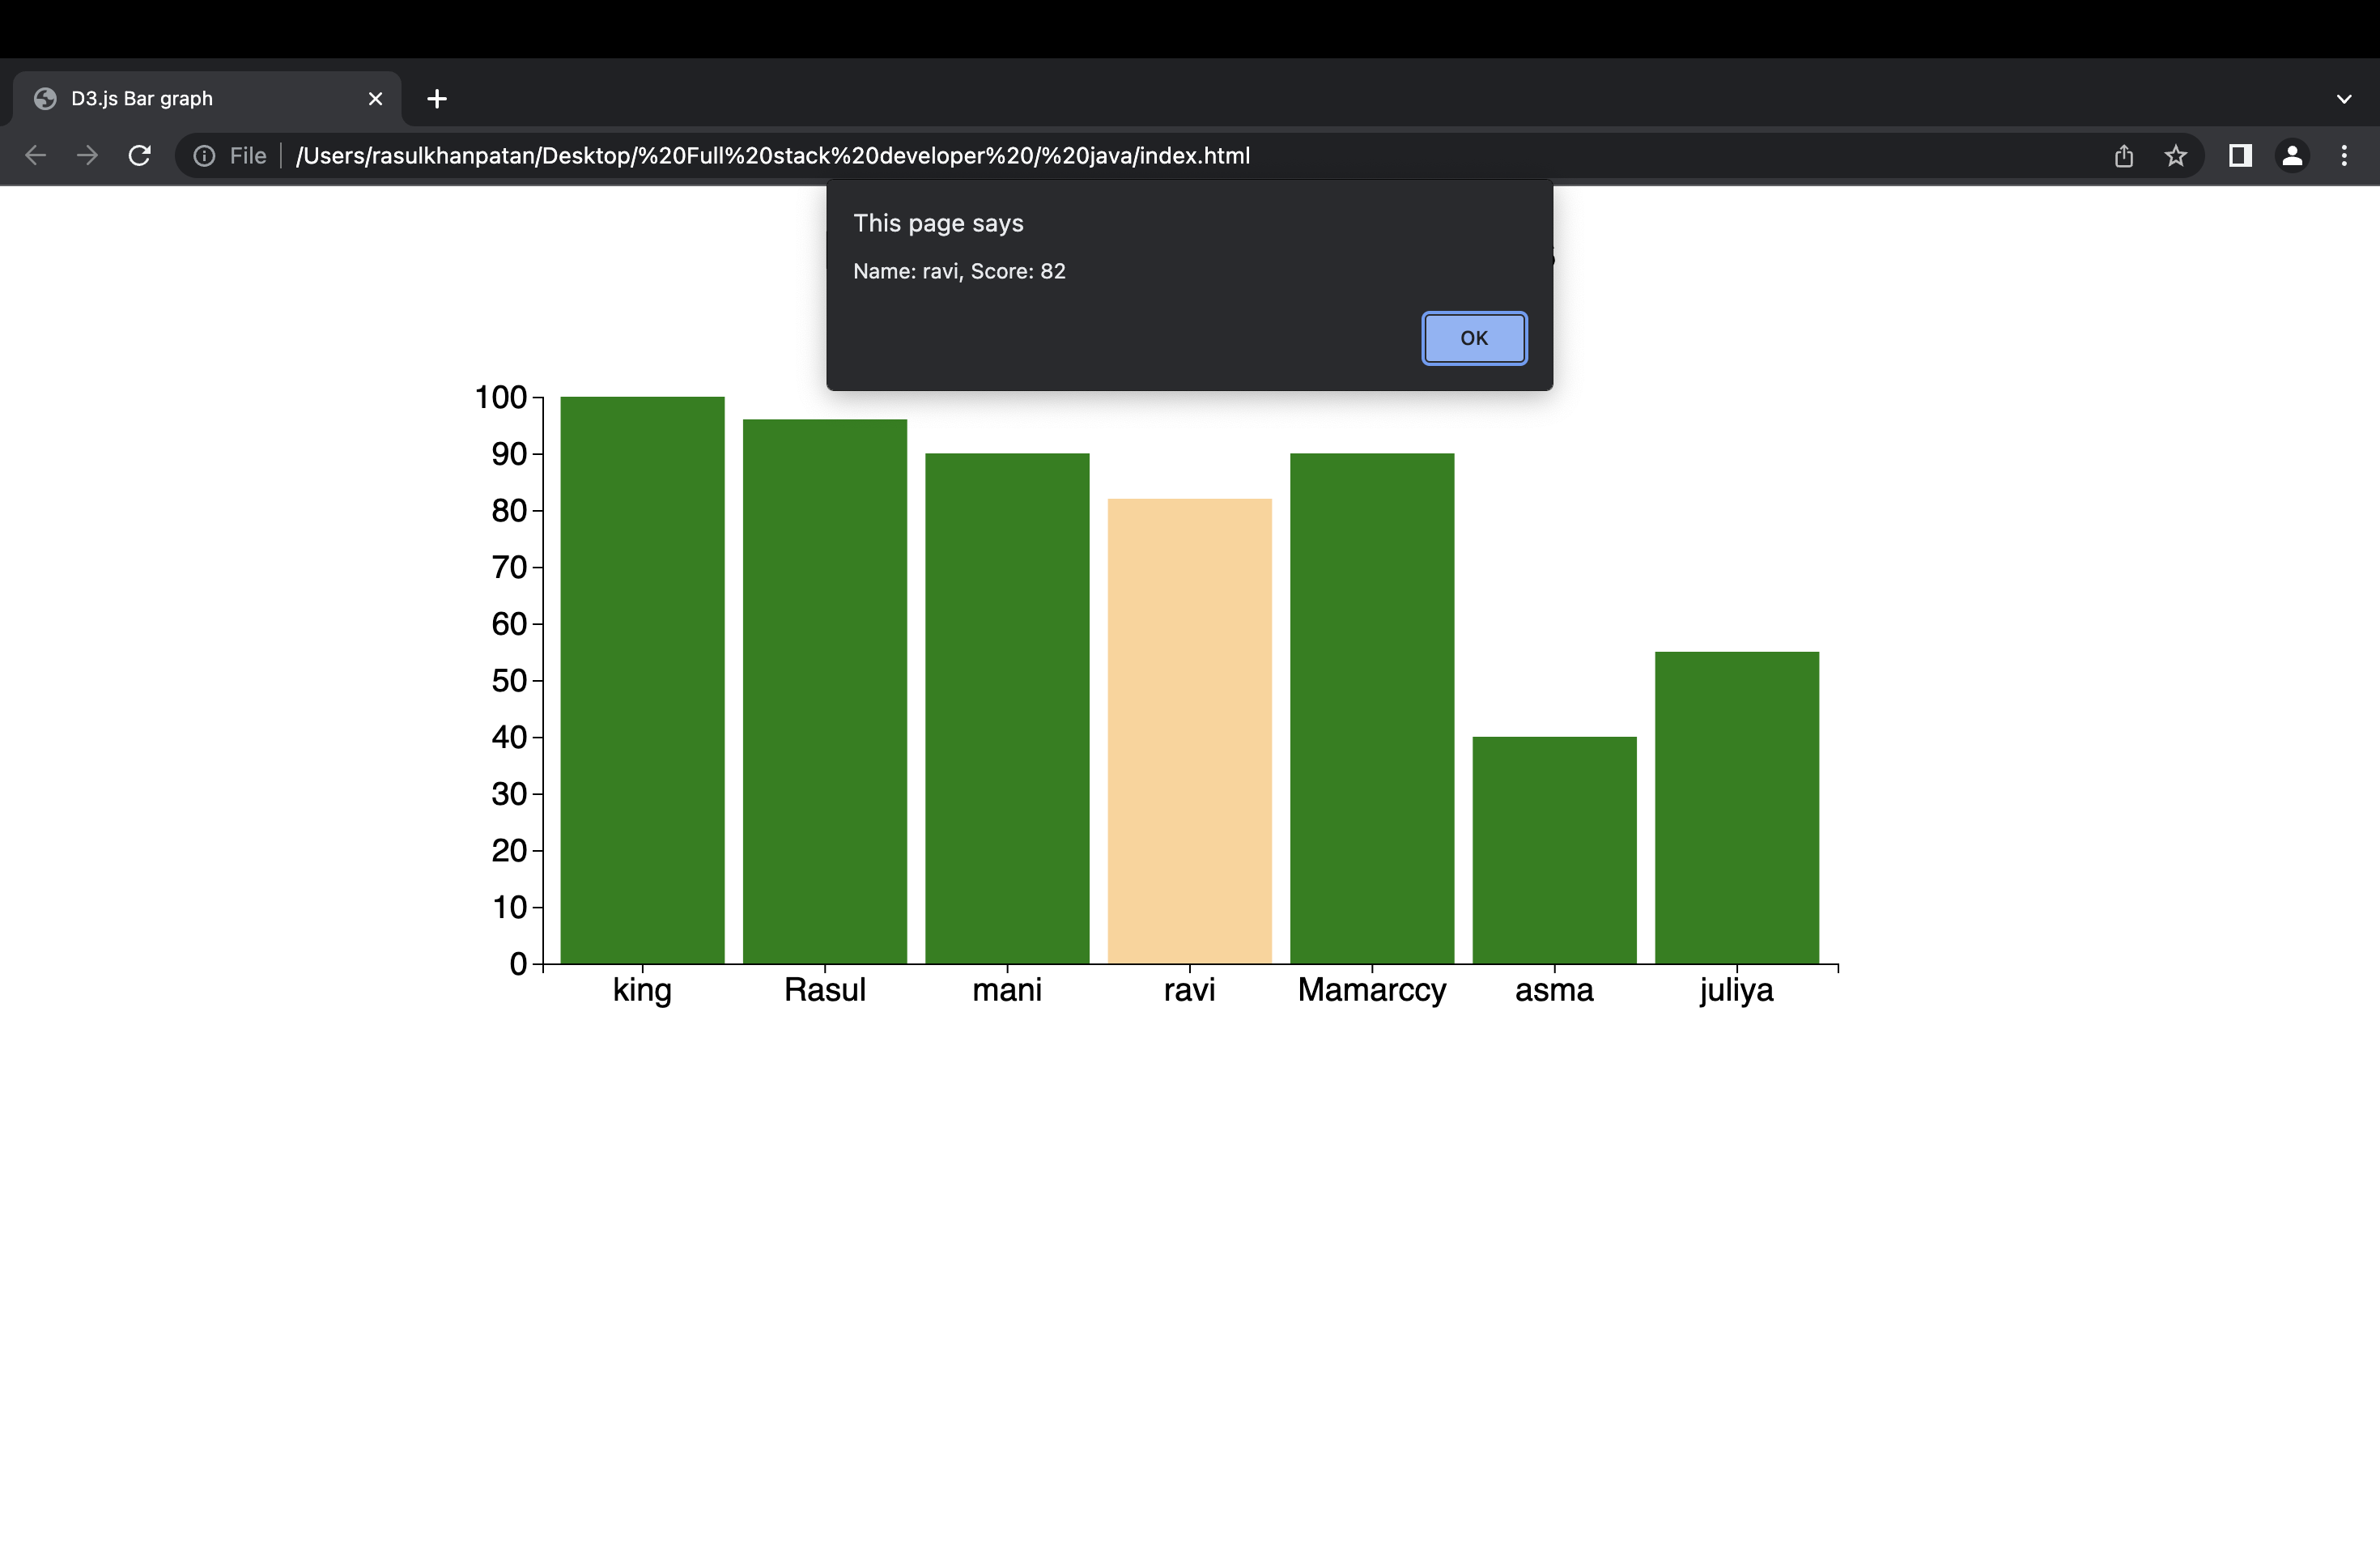 D3.js Bar graph
File /Users/rasulkhanpatan/Desktop/%20Full%20stack%20developer%20/%20java/index.html
This page says
Name: ravi, Score: 82
OK
100
90
80
70
60
50
40
30
20
10
0
king Rasul mani ravi Mamarccy asma juliya